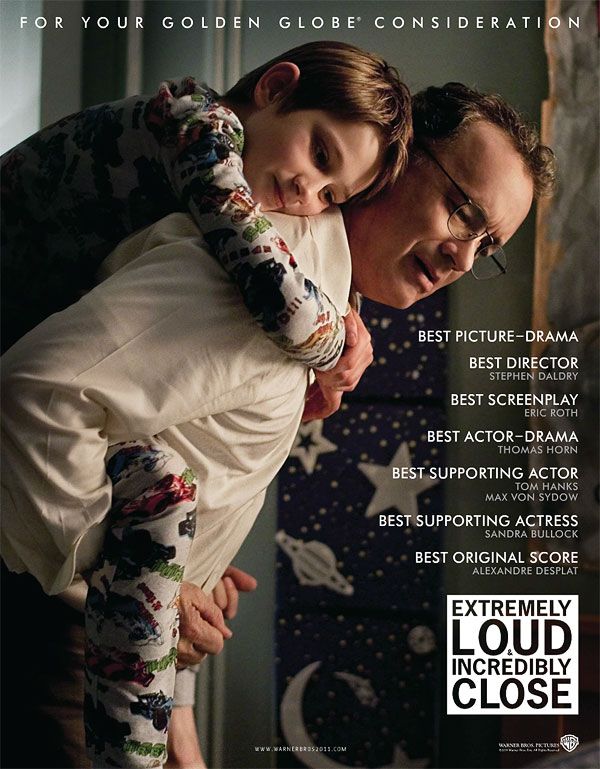 FOR YOUR GOLDEN GLOBE® CONSIDERATION
BEST PICTURE–DRAMA
BEST DIRECTOR
STEPHEN DALDRY
BEST SCREENPLAY
ERIC ROTH
BEST ACTOR–DRAMA
THOMAS HORN
BEST SUPPORTING ACTOR
TOM HANKS
MAX VON SYDOW
BEST SUPPORTING ACTRESS
SANDRA BULLOCK
BEST ORIGINAL SCORE
ALEXANDRE DESPLAT
EXTREMELY
LOUD
&
INCREDIBLY
CLOSE
WWW.WARNERBROS2011.COM
WARNER BROS. PICTURES